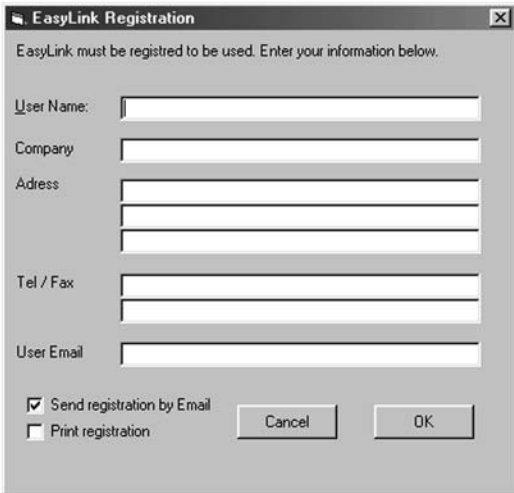 EasyLink Registration
EasyLink must be registred to be used. Enter your information below.
User Name:
Company
Adress
Tel / Fax
User Email
Send registration by Email
Print registration
Cancel
OK